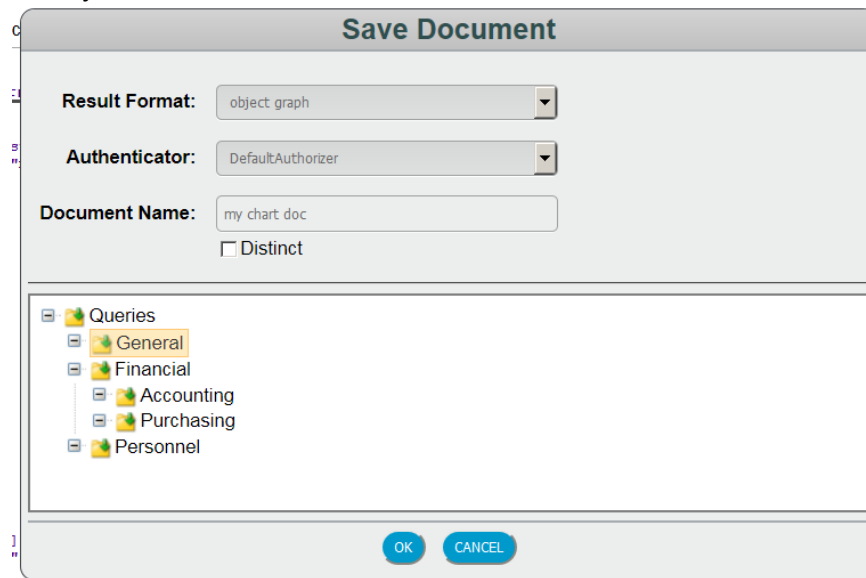 Save Document
Result Format: object graph
Authenticator: DefaultAuthorizer
Document Name: my chart doc
Distinct
Queries
General
Financial
Accounting
Purchasing
Personnel
OK CANCEL